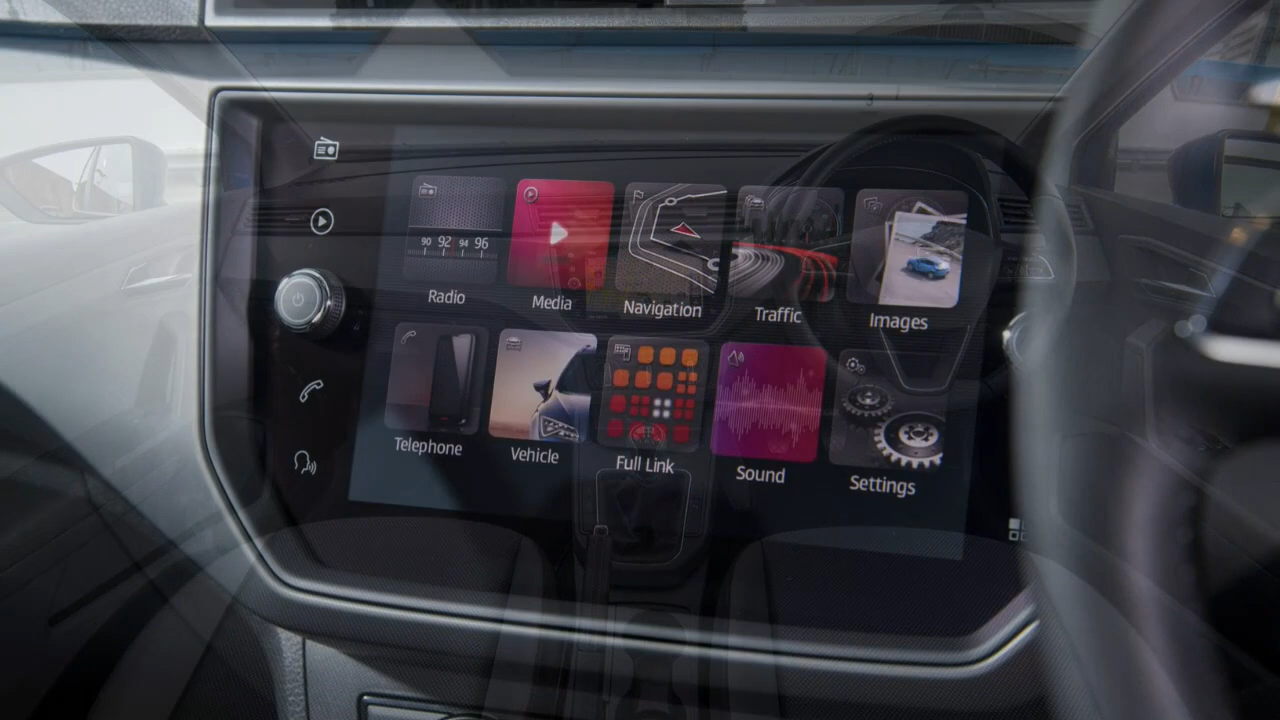 90 92 94 96
Radio
Media
Navigation
Traffic
Images
Telephone
Vehicle
Full Link
Sound
Settings